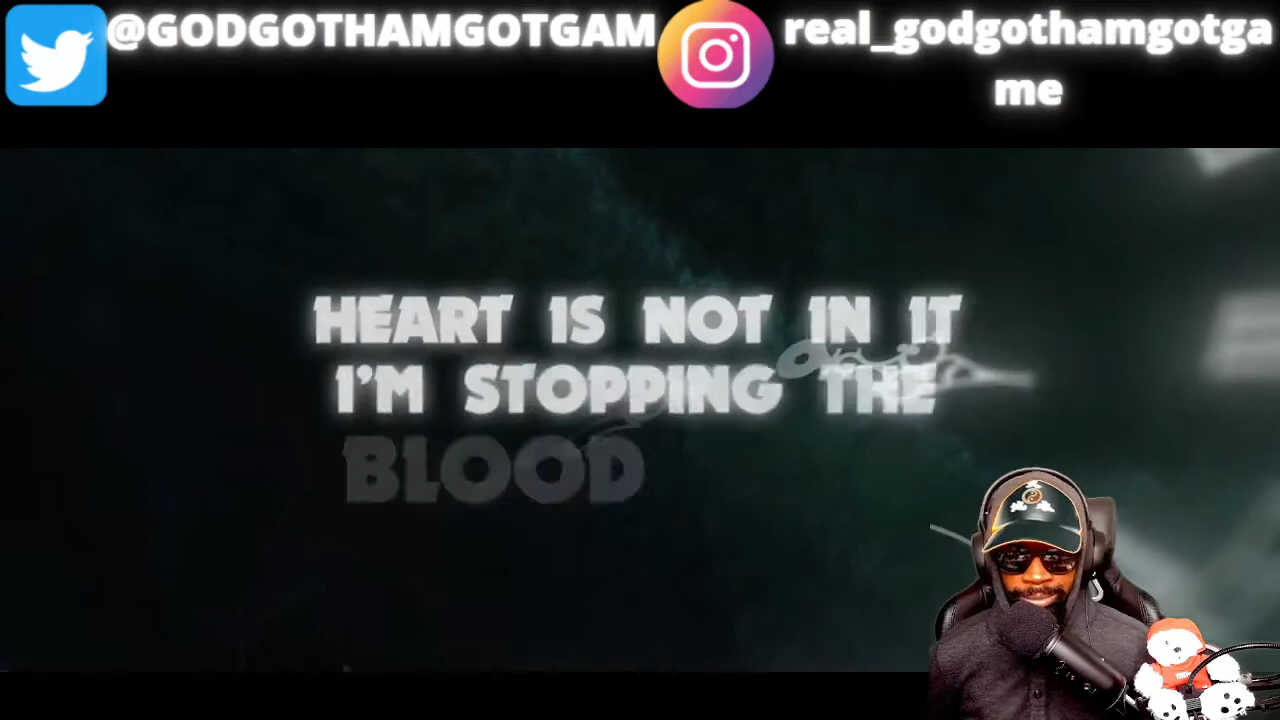 @GODGOTHAMGOTGAM
real_godgothamgotga
me
HEART IS NOT IN IT
I'M STOPPING THE
BLOOD